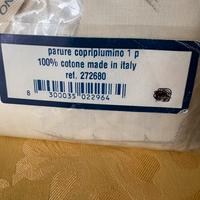 parure copripiumino 1 p
100% cotone made in italy
ref. 272680
8 300035 022964